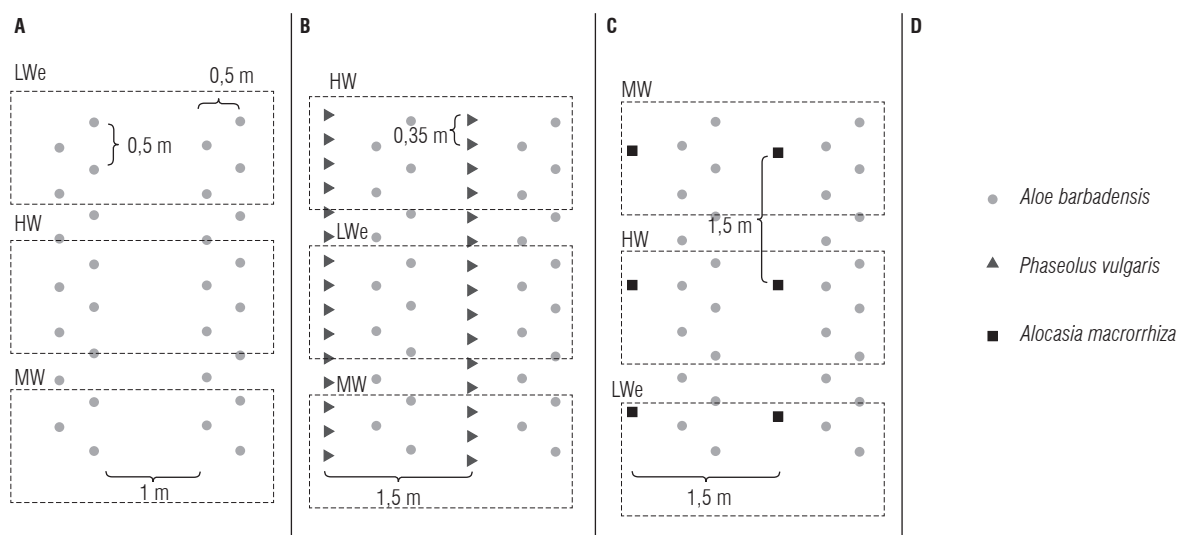 A
LWe
0,5 m
0,5 m
HW
MW
1 m
B
HW
0,35 m
LWe
MW
1,5 m
C
MW
1,5 m
HW
LWe
1,5 m
D
Aloe barbadensis
Phaseolus vulgaris
Alocasia macrorrhiza